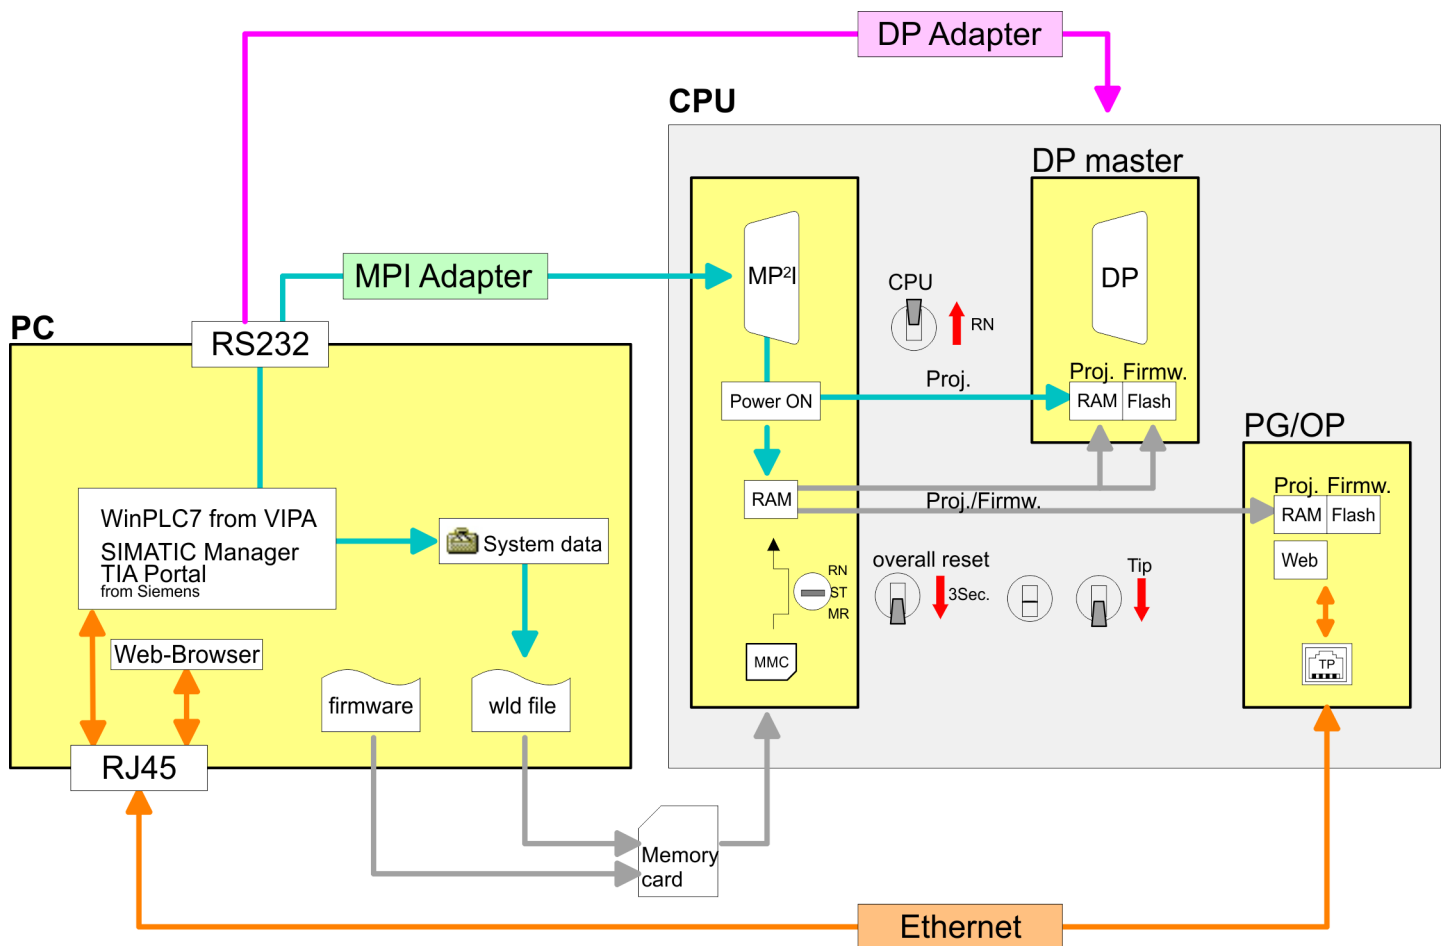 DP Adapter
CPU
DP master
MPI Adapter
MP²I
DP
CPU
RN
PC
RS232
Proj. Firmw.
Power ON
Proj.
RAM Flash
PG/OP
RAM
Proj./Firmw.
Proj. Firmw.
RAM Flash
WinPLC7 from VIPA
SIMATIC Manager
TIA Portal
from Siemens
System data
Web
overall reset
3Sec.
Tip
RN
ST
MR
Web-Browser
MMC
TP
firmware
wld file
RJ45
Memory
card
Ethernet